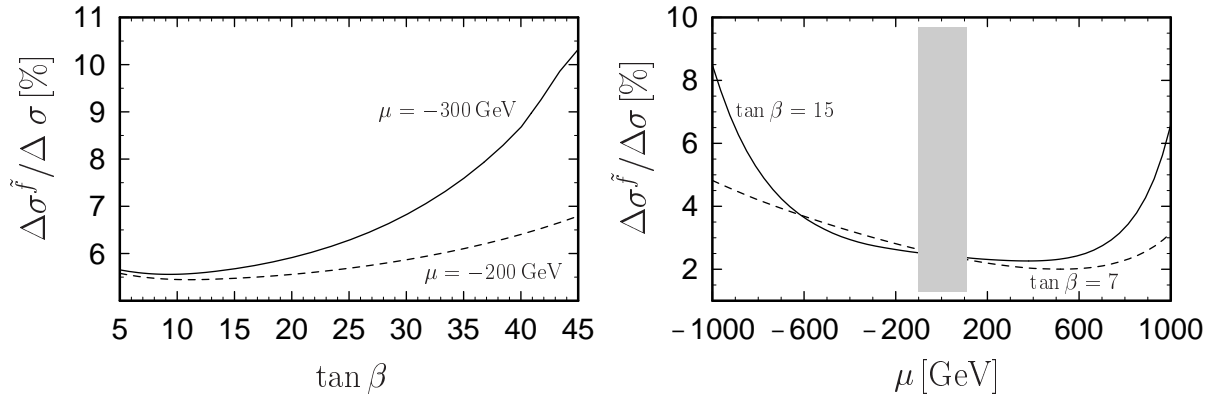 Δσ^f̃/Δ σ [%]
11
10
9
8
7
6
μ = −300 GeV
μ = −200 GeV
5 10 15 20 25 30 35 40 45
tan β
Δσ^f̃/Δσ [%]
10
8
6
4
2
tan β = 15
tan β = 7
−1000 −600 −200 200 600 1000
μ [GeV]